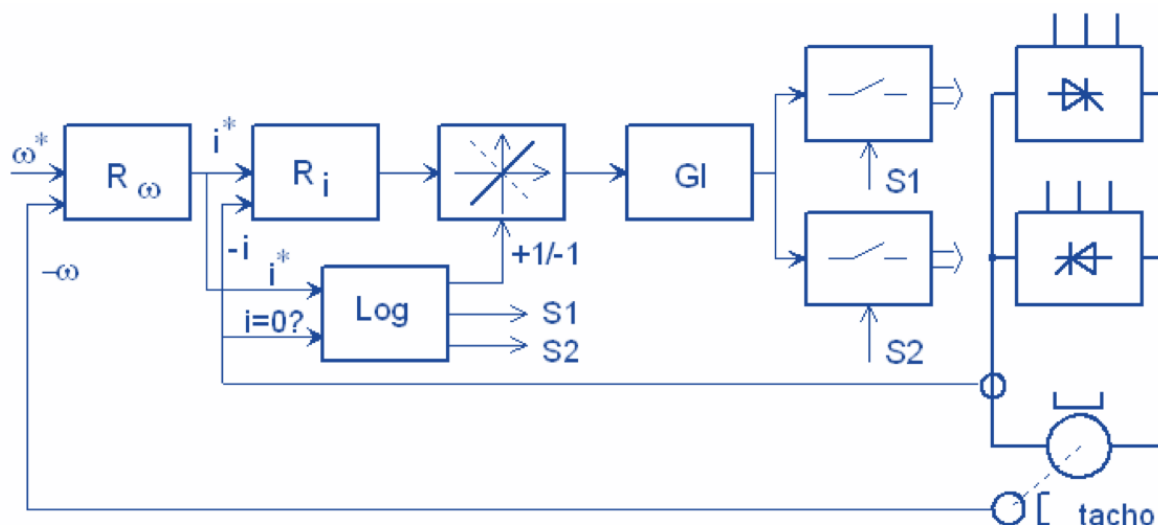 ω*
R ω
-ω
i*
R i
-i
i*
i=0?
Log
+1/-1
S1
S2
GI
S1
S2
tacho